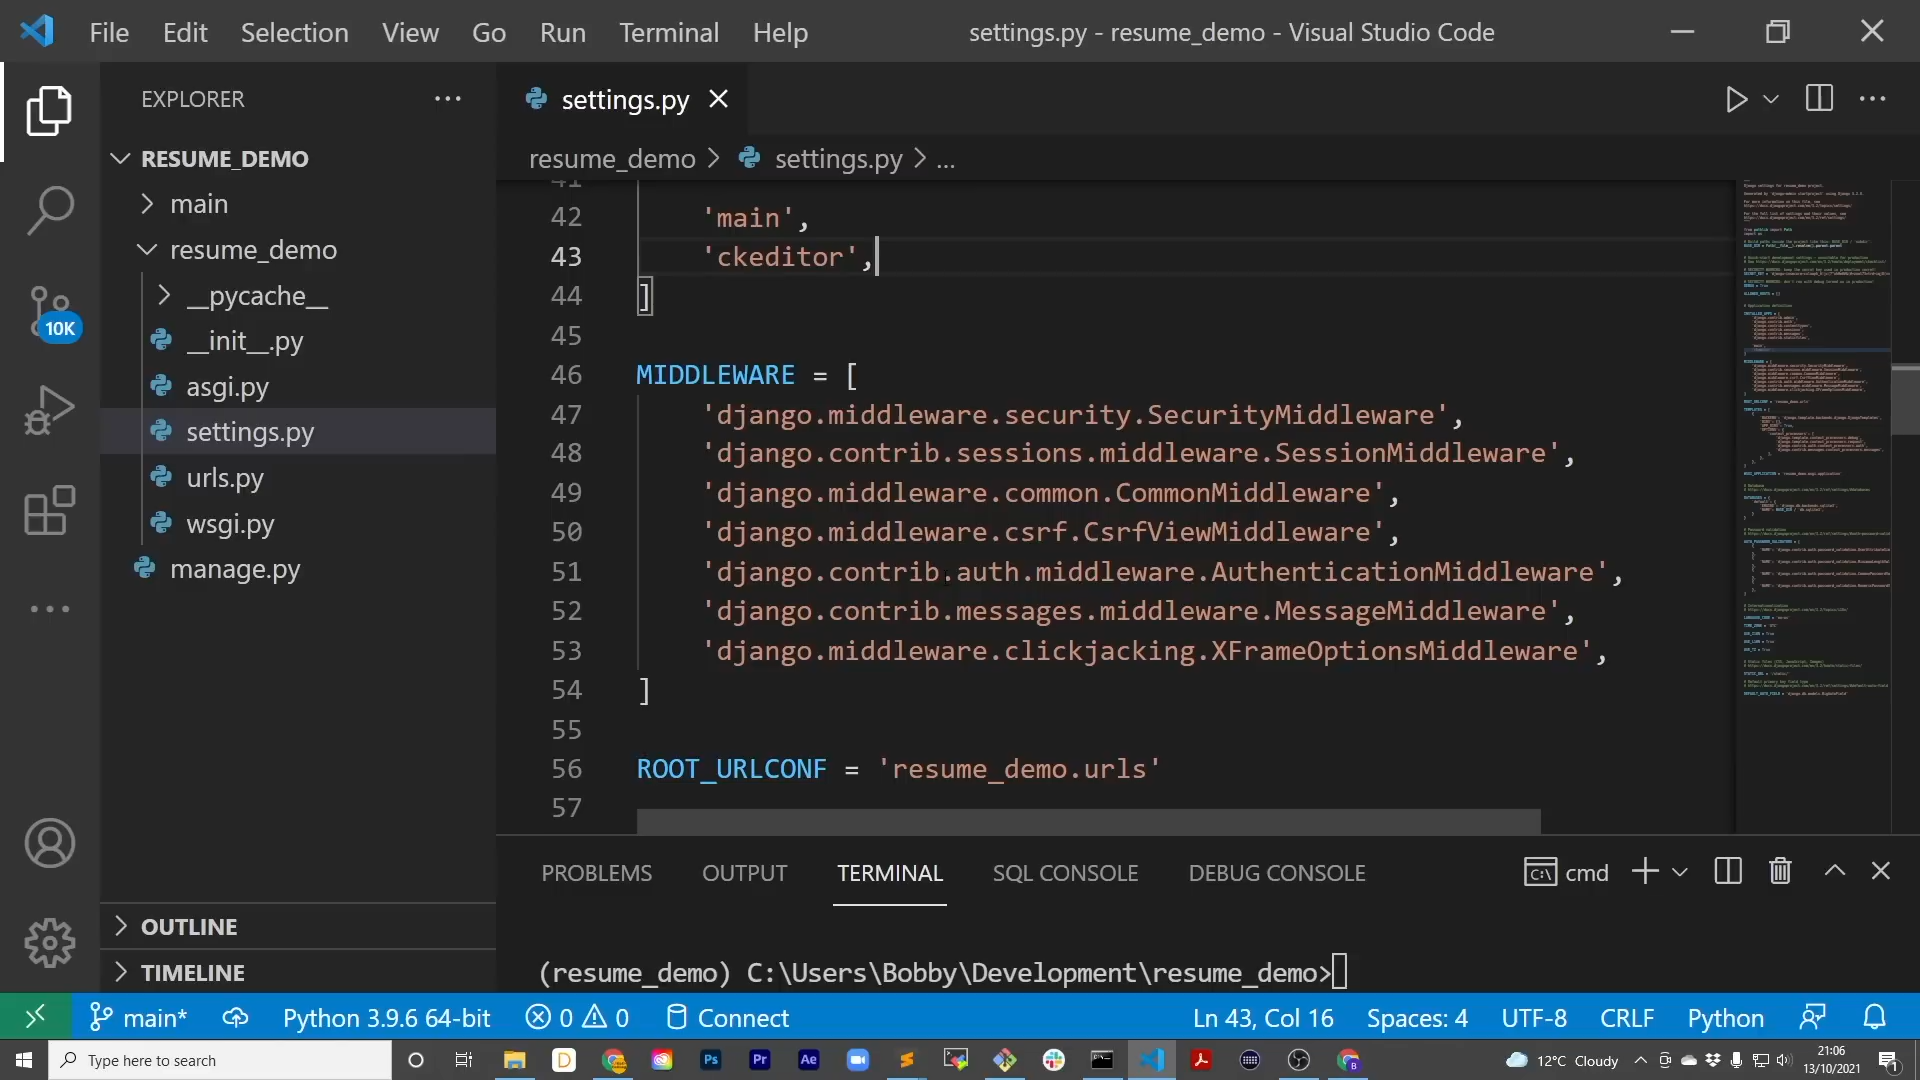 File Edit Selection View Go Run Terminal Help
settings.py - resume_demo - Visual Studio Code
EXPLORER
RESUME_DEMO
main
resume_demo
__pycache__
__init__.py
asgi.py
settings.py
urls.py
wsgi.py
manage.py
OUTLINE
TIMELINE
10K
settings.py
resume_demo > settings.py > ...
41
42 'main',
43 'ckeditor',
44 ]
45
46 MIDDLEWARE = [
47 'django.middleware.security.SecurityMiddleware',
48 'django.contrib.sessions.middleware.SessionMiddleware',
49 'django.middleware.common.CommonMiddleware',
50 'django.middleware.csrf.CsrfViewMiddleware',
51 'django.contrib.auth.middleware.AuthenticationMiddleware',
52 'django.contrib.messages.middleware.MessageMiddleware',
53 'django.middleware.clickjacking.XFrameOptionsMiddleware',
54 ]
55
56 ROOT_URLCONF = 'resume_demo.urls'
57
PROBLEMS OUTPUT TERMINAL SQL CONSOLE DEBUG CONSOLE
cmd
(resume_demo) C:\Users\Bobby\Development\resume_demo>
main* Python 3.9.6 64-bit 0 0 Connect
Ln 43, Col 16 Spaces: 4 UTF-8 CRLF Python
Type here to search
D Ps Pr Ae
12°C Cloudy
21:06
13/10/2021
1